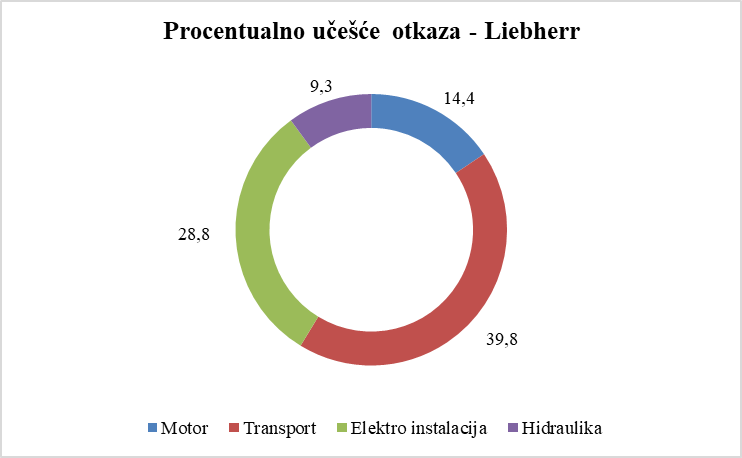 Procentualno učešće otkaza - Liebherr
9,3
14,4
28,8
39,8
Motor Transport Elektro instalacija Hidraulika